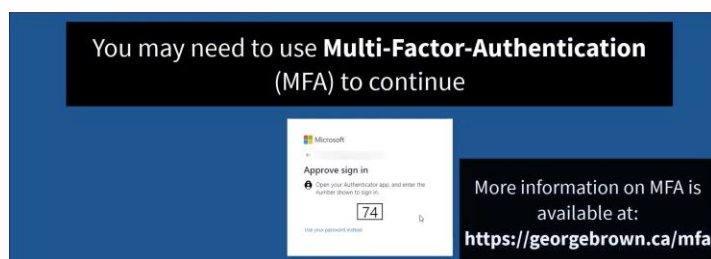 You may need to use Multi-Factor-Authentication
(MFA) to continue
Microsoft
Approve sign in
Open your Authenticator app, and enter the
number shown to sign in.
74
Use your password instead
More information on MFA is
available at:
https://georgebrown.ca/mfa